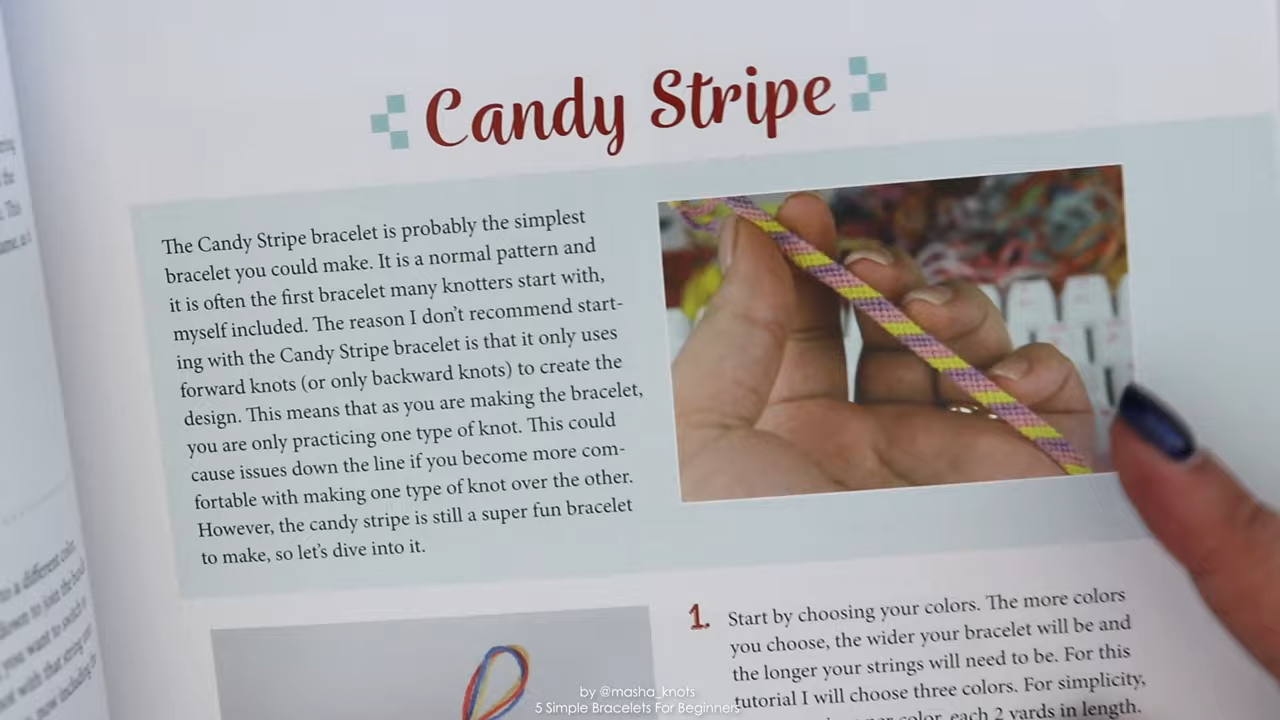 Candy Stripe
The Candy Stripe bracelet is probably the simplest
bracelet you could make. It is a normal pattern and
it is often the first bracelet many knotters start with,
myself included. The reason I don't recommend start-
ing with the Candy Stripe bracelet is that it only uses
forward knots (or only backward knots) to create the
design. This means that as you are making the bracelet,
you are only practicing one type of knot. This could
cause issues down the line if you become more com-
fortable with making one type of knot over the other.
However, the candy stripe is still a super fun bracelet
to make, so let's dive into it.
1. Start by choosing your colors. The more colors
you choose, the wider your bracelet will be and
the longer your strings will need to be. For this
tutorial I will choose three colors. For simplicity,
per color, each 2 yards in length.
by @masha_knots
5 Simple Bracelets For Beginners